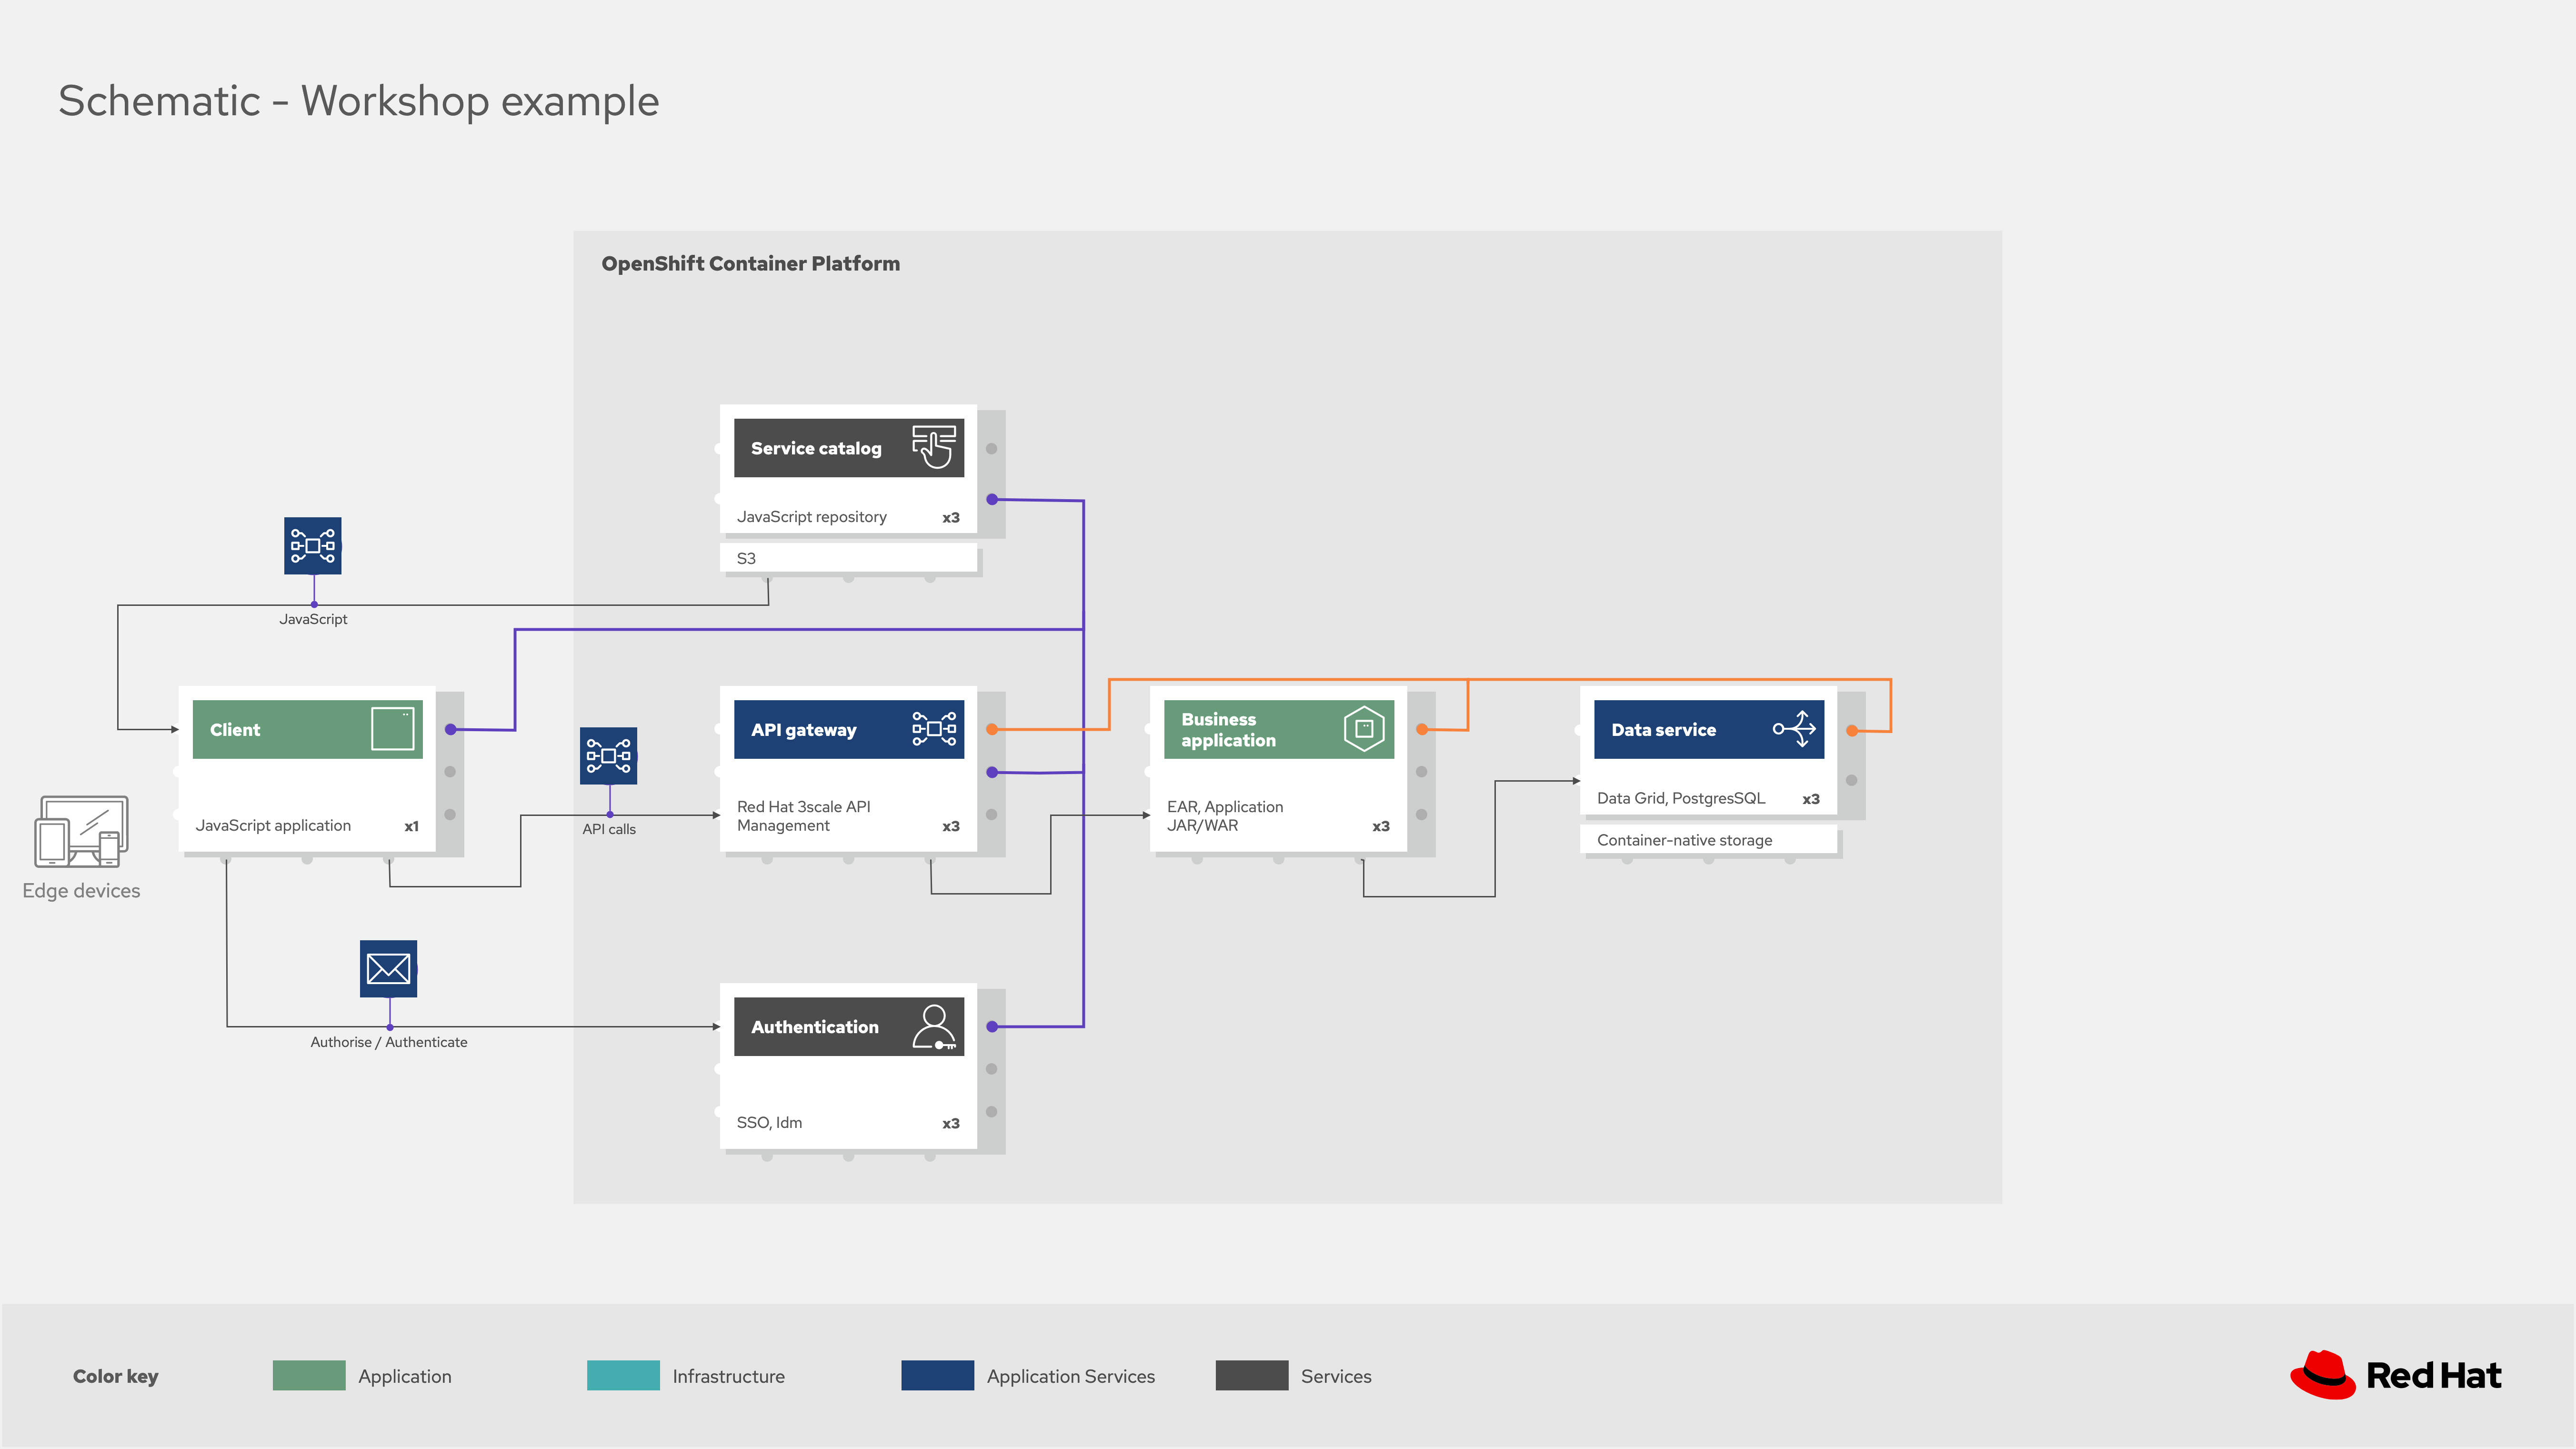 Schematic - Workshop example
OpenShift Container Platform
Service catalog
JavaScript repository
x3
S3
JavaScript
Client
JavaScript application
x1
Edge devices
API calls
API gateway
Red Hat 3scale API
Management
x3
Business
application
EAR, Application
JAR/WAR
x3
Data service
Data Grid, PostgresSQL
x3
Container-native storage
Authorise / Authenticate
Authentication
SSO, Idm
x3
Color key
Application
Infrastructure
Application Services
Services
Red Hat